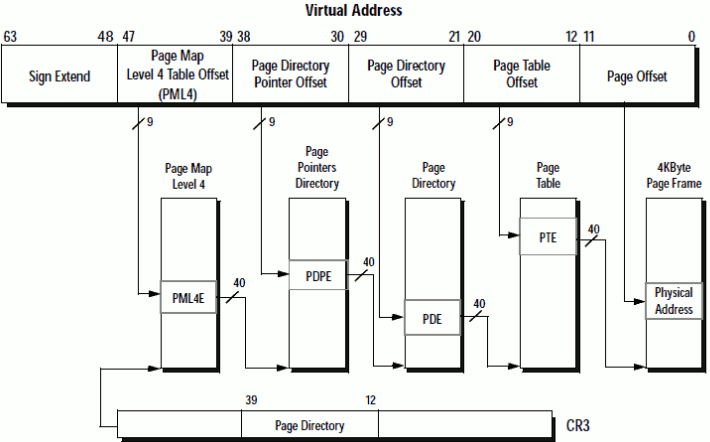 Virtual Address
63 48 47 39 38 30 29 21 20 12 11 0
Sign Extend
Page Map
Level 4 Table Offset
(PML4)
Page Directory
Pointer Offset
Page Directory
Offset
Page Table
Offset
Page Offset
9 9 9 9
Page Map
Level 4
Page
Pointers
Directory
Page
Directory
Page
Table
4KByte
Page Frame
PML4E
40
PDPE
40
PDE
40
PTE
40
Physical
Address
39 12
Page Directory
CR3